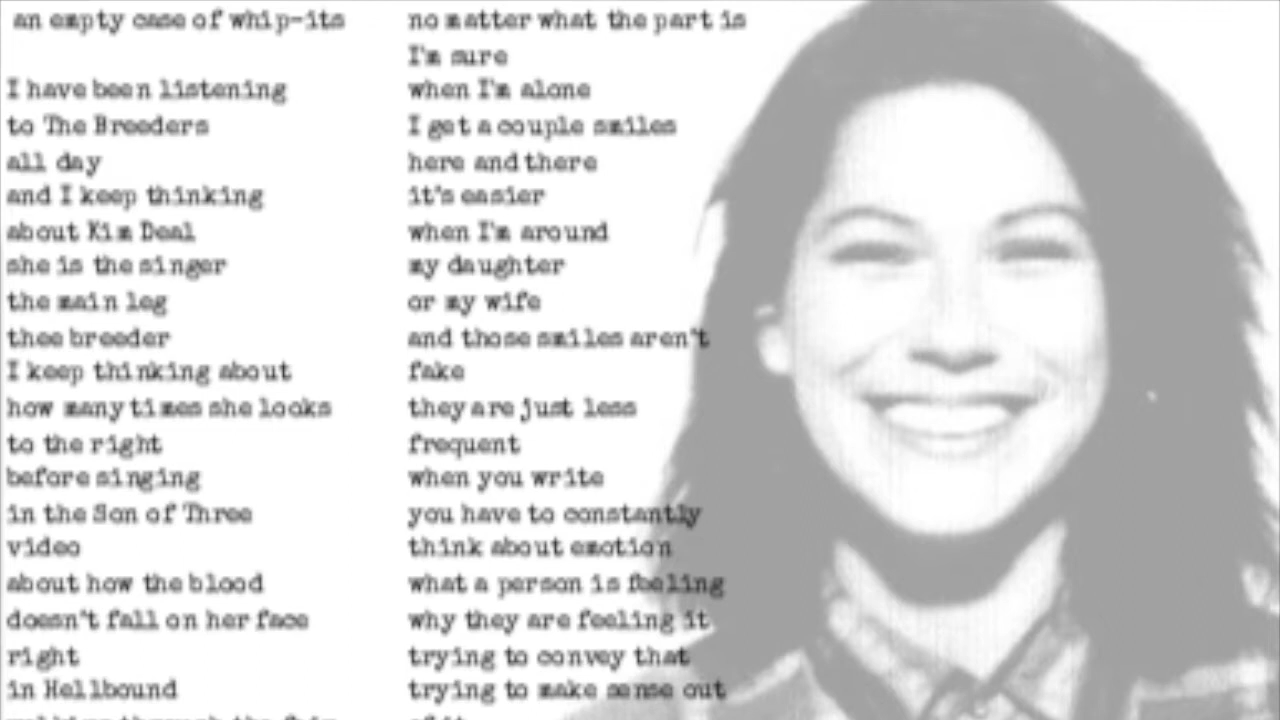 an empty case of whip-its
I have been listening
to The Breeders
all day
and I keep thinking
about Kim Deal
she is the singer
the main leg
thee breeder
I keep thinking about
how many times she looks
to the right
before singing
in the Son of Three
video
about how the blood
doesn't fall on her face
right
in Hellbound
no matter what the part is
I'm sure
when I'm alone
I get a couple smiles
here and there
it's easier
when I'm around
my daughter
or my wife
and those smiles aren't
fake
they are just less
frequent
when you write
you have to constantly
think about emotion
what a person is feeling
why they are feeling it
trying to convey that
trying to make sense out